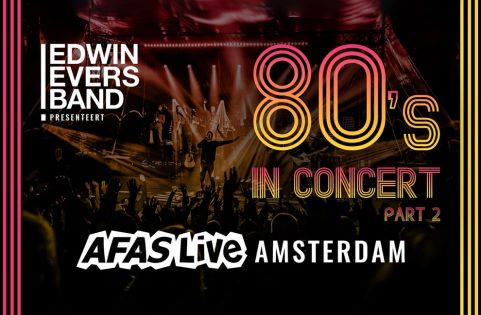 EDWIN
EVERS
BAND
PRESENTEERT
80's
IN CONCERT
PART 2
AFAS Live AMSTERDAM